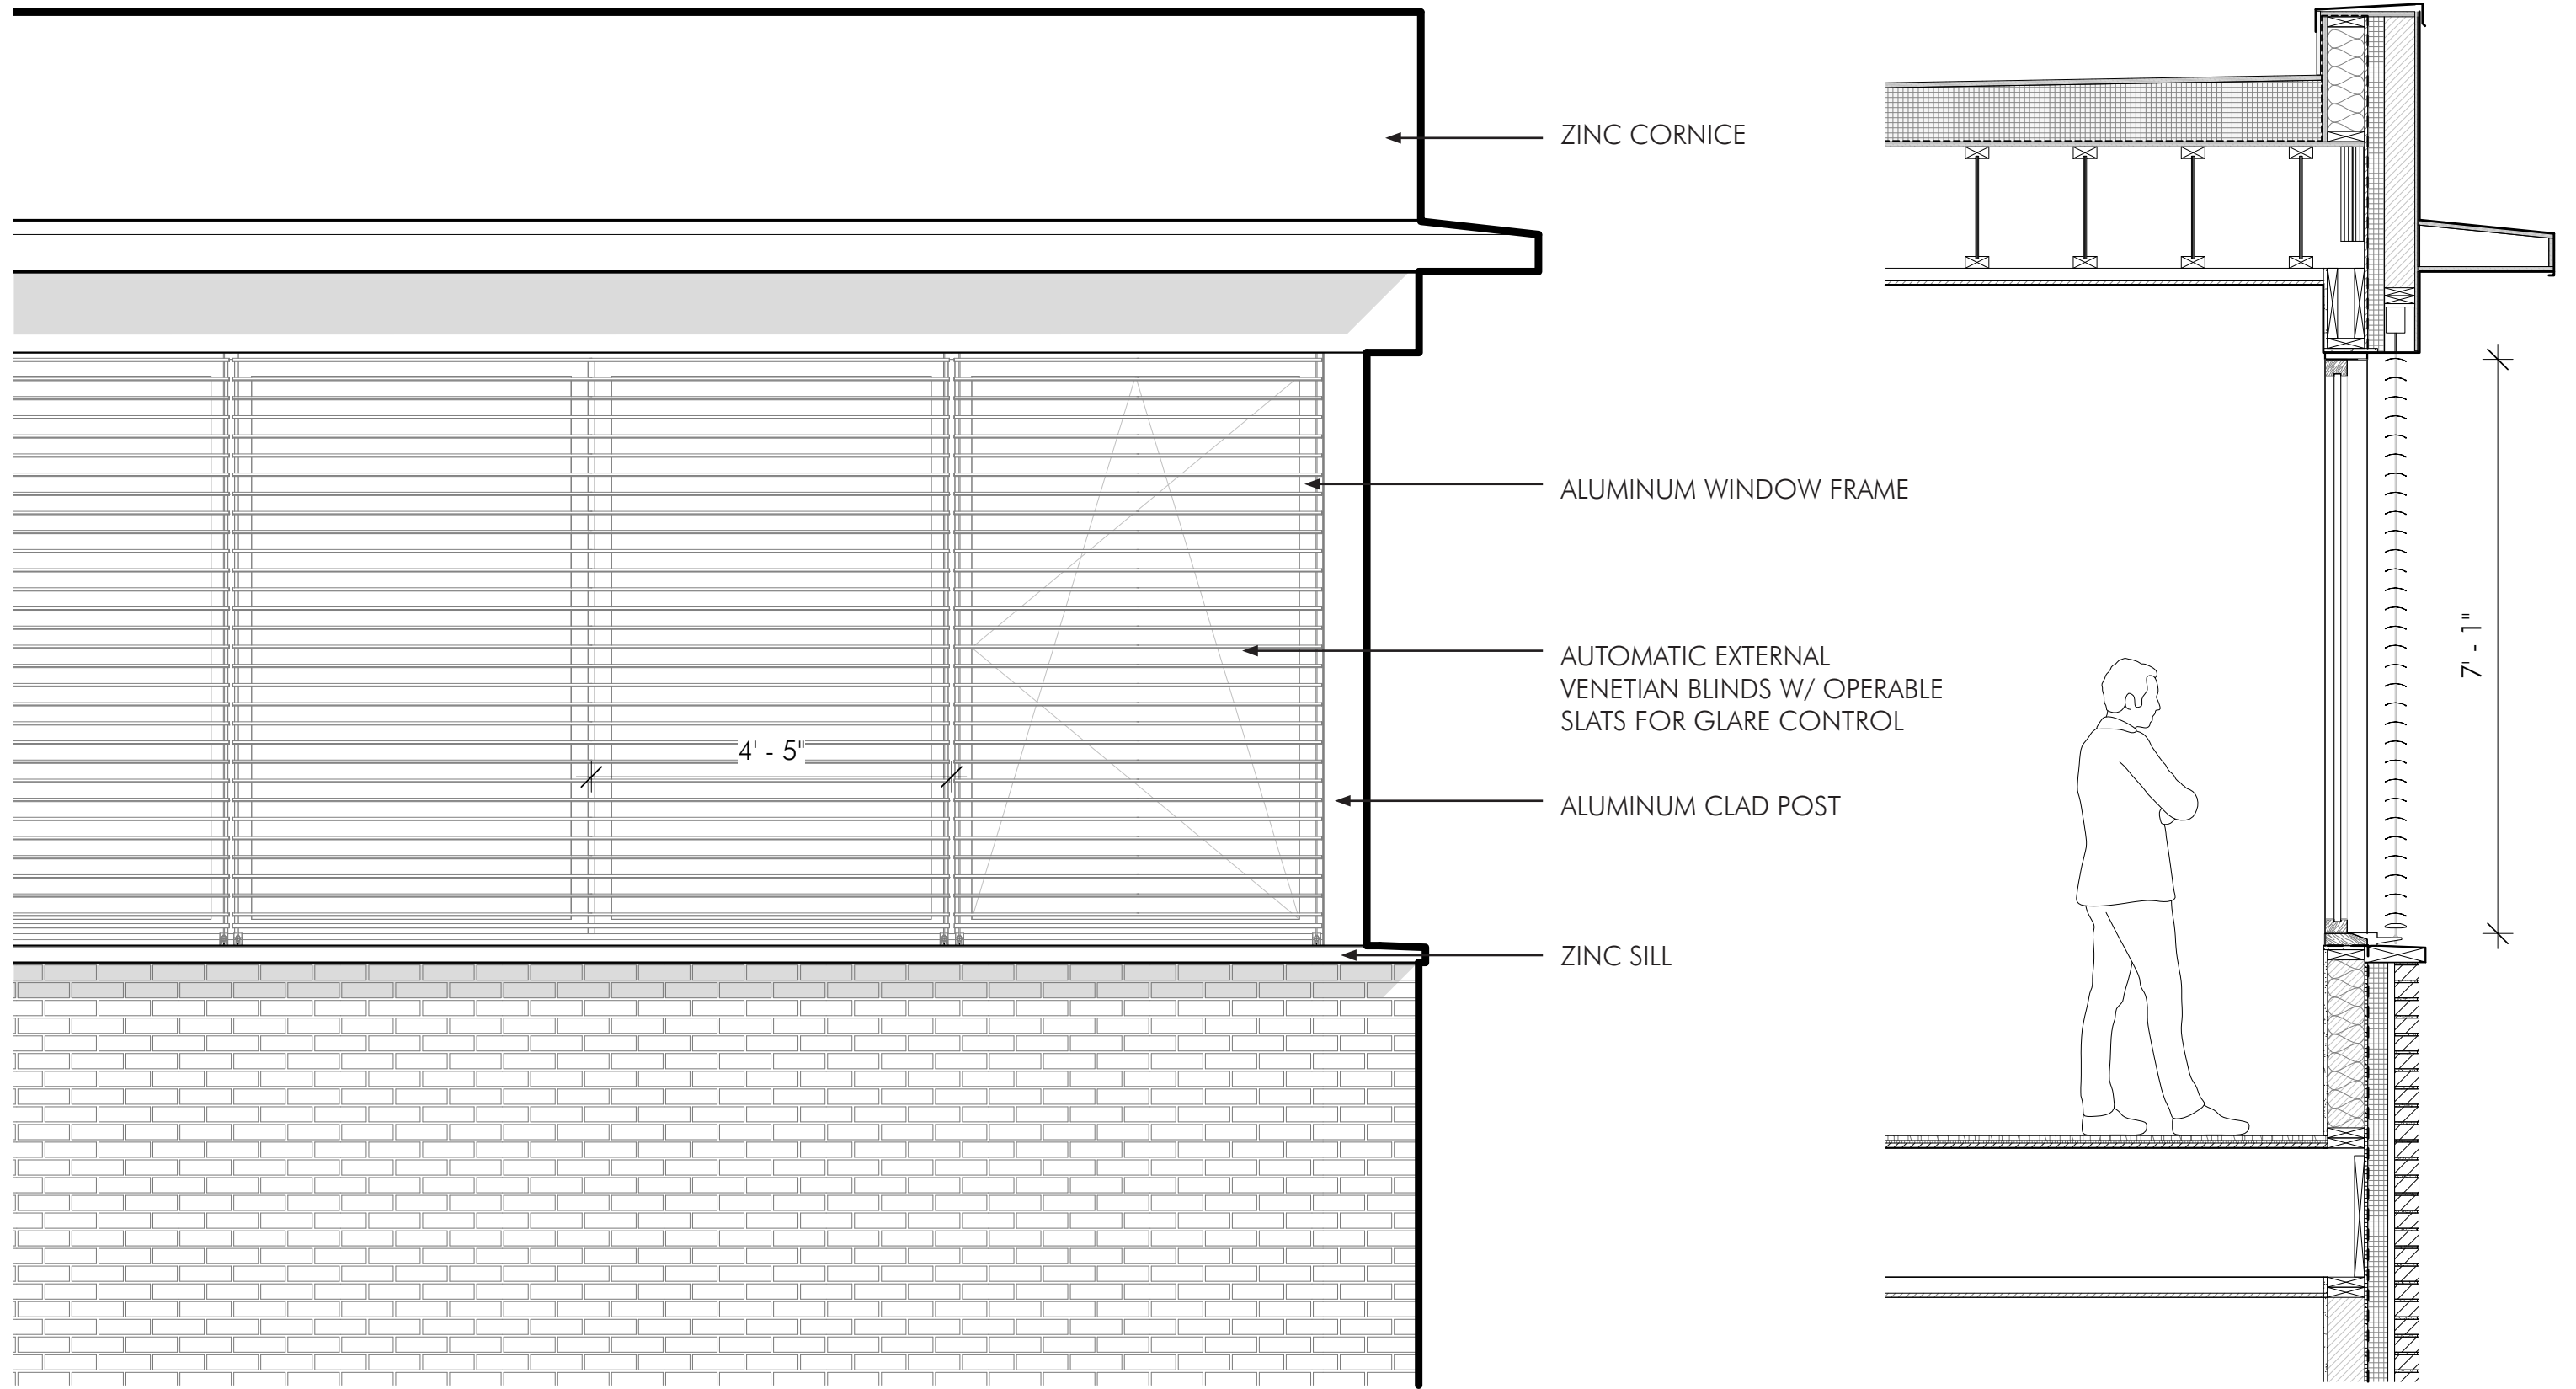 ZINC CORNICE
ALUMINUM WINDOW FRAME
AUTOMATIC EXTERNAL
VENETIAN BLINDS W/ OPERABLE
SLATS FOR GLARE CONTROL
4' - 5"
ALUMINUM CLAD POST
ZINC SILL
7' - 1"